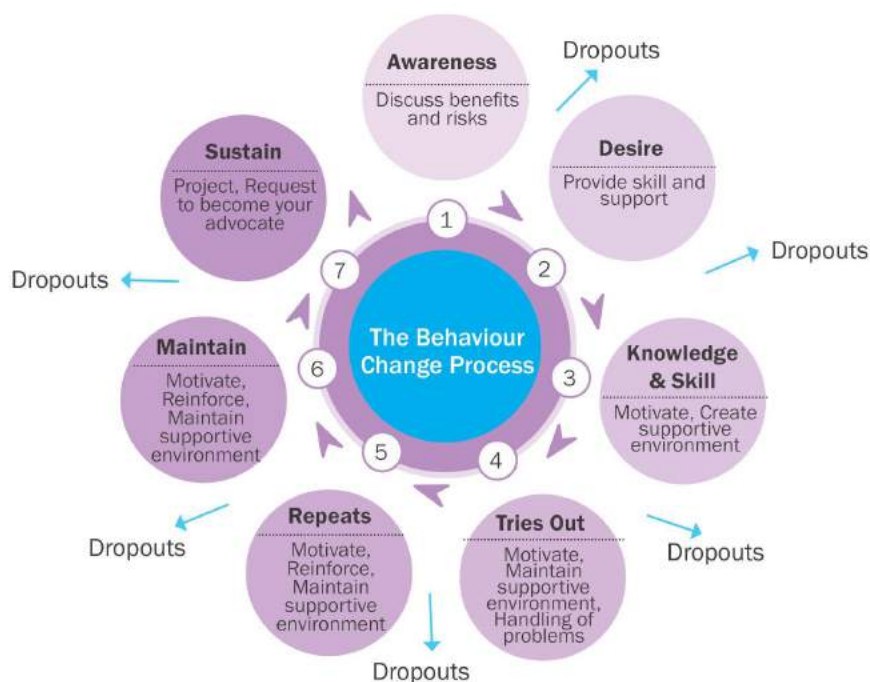 Awareness
Discuss benefits
and risks
Dropouts
Desire
Provide skill and
support
Dropouts
Knowledge
& Skill
Motivate, Create
supportive
environment
Dropouts
Tries Out
Motivate,
Maintain
supportive
environment,
Handling of
problems
Dropouts
Repeats
Motivate,
Reinforce,
Maintain
supportive
environment
Dropouts
Maintain
Motivate,
Reinforce,
Maintain
supportive
environment
Dropouts
Sustain
Project, Request
to become your
advocate
1
2
3
4
5
6
7
The Behaviour
Change Process